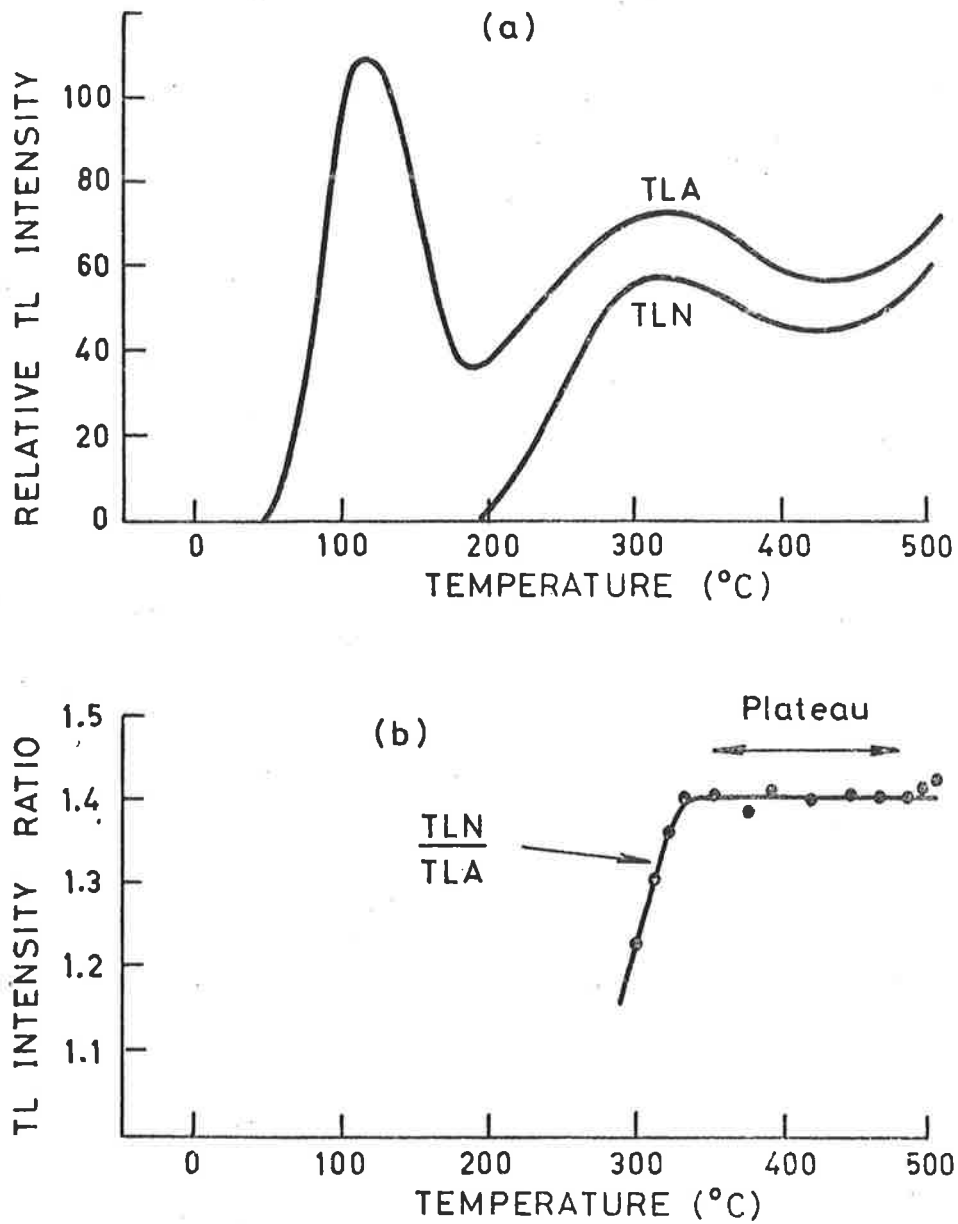 (a)
RELATIVE TL INTENSITY
100
80
60
40
20
0
TLA
TLN
0 100 200 300 400 500
TEMPERATURE (°C)
(b)
Plateau
TL INTENSITY RATIO
1.5
1.4
1.3
1.2
1.1
TLN
TLA
0 100 200 300 400 500
TEMPERATURE (°C)